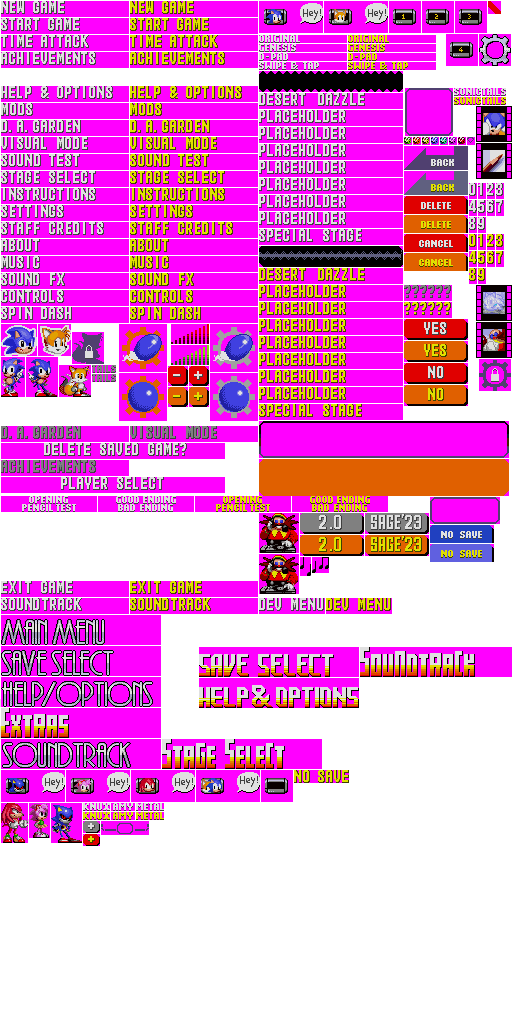 NEW GAME NEW GAME
START GAME START GAME
TIME ATTACK TIME ATTACK
ACHIEVEMENTS ACHIEVEMENTS
HELP & OPTIONS HELP & OPTIONS
MODS MODS
D. A. GARDEN D. A. GARDEN
VISUAL MODE VISUAL MODE
SOUND TEST SOUND TEST
STAGE SELECT STAGE SELECT
INSTRUCTIONS INSTRUCTIONS
SETTINGS SETTINGS
STAFF CREDITS STAFF CREDITS
ABOUT ABOUT
MUSIC MUSIC
SOUND FX SOUND FX
CONTROLS CONTROLS
SPIN DASH SPIN DASH
Hey! Hey! 1 2 3
4
ORIGINAL ORIGINAL
GENESIS GENESIS
D-PAD D-PAD
SWIPE & TAP SWIPE & TAP
DESERT DAZZLE
PLACEHOLDER
PLACEHOLDER
PLACEHOLDER
PLACEHOLDER
PLACEHOLDER
PLACEHOLDER
PLACEHOLDER
SPECIAL STAGE
DESERT DAZZLE
PLACEHOLDER
PLACEHOLDER
PLACEHOLDER
PLACEHOLDER
PLACEHOLDER
PLACEHOLDER
PLACEHOLDER
SPECIAL STAGE
SONIC TAILS
SONIC TAILS
BACK
BACK
DELETE
DELETE
CANCEL
CANCEL
0123
4567
89
0123
4567
89
??????
??????
YES
YES
NO
NO
TAILS
TAILS
- +
- +
D. A. GARDEN VISUAL MODE
DELETE SAVED GAME?
ACHIEVEMENTS
PLAYER SELECT
OPENING PENCIL TEST
GOOD ENDING BAD ENDING
OPENING PENCIL TEST
GOOD ENDING BAD ENDING
2.0 SAGE'23
2.0 SAGE'23
NO SAVE
NO SAVE
EXIT GAME EXIT GAME
SOUNDTRACK SOUNDTRACK
DEV MENU DEV MENU
MAIN MENU
SAVE SELECT
HELP/OPTIONS
EXTRAS
SAVE SELECT SOUNDTRACK
HELP& OPTIONS
SOUNDTRACK STAGE SELECT
Hey! Hey! Hey! Hey!
NO SAVE
KNUX AMY METAL
KNUX AMY METAL
+
+